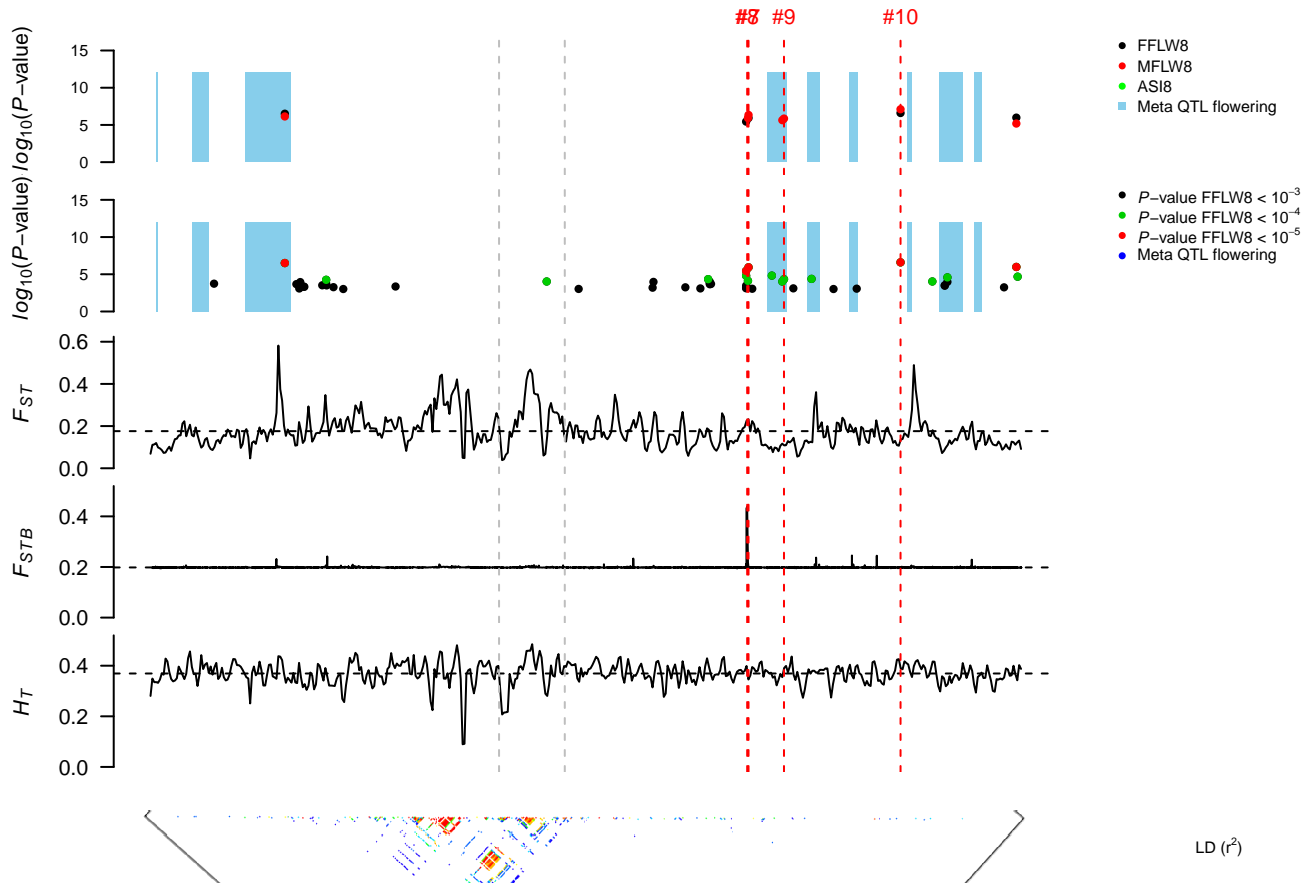 #7#8 #9 #10
15
10
5
0
log10(P−value)
FFLW8
MFLW8
ASI8
Meta QTL flowering
15
10
5
0
log10(P−value)
P−value FFLW8 < 10−3
P−value FFLW8 < 10−4
P−value FFLW8 < 10−5
Meta QTL flowering
0.6
0.4
0.2
0.0
FST
0.4
0.2
0.0
FSTB
0.4
0.2
0.0
HT
LD (r2)